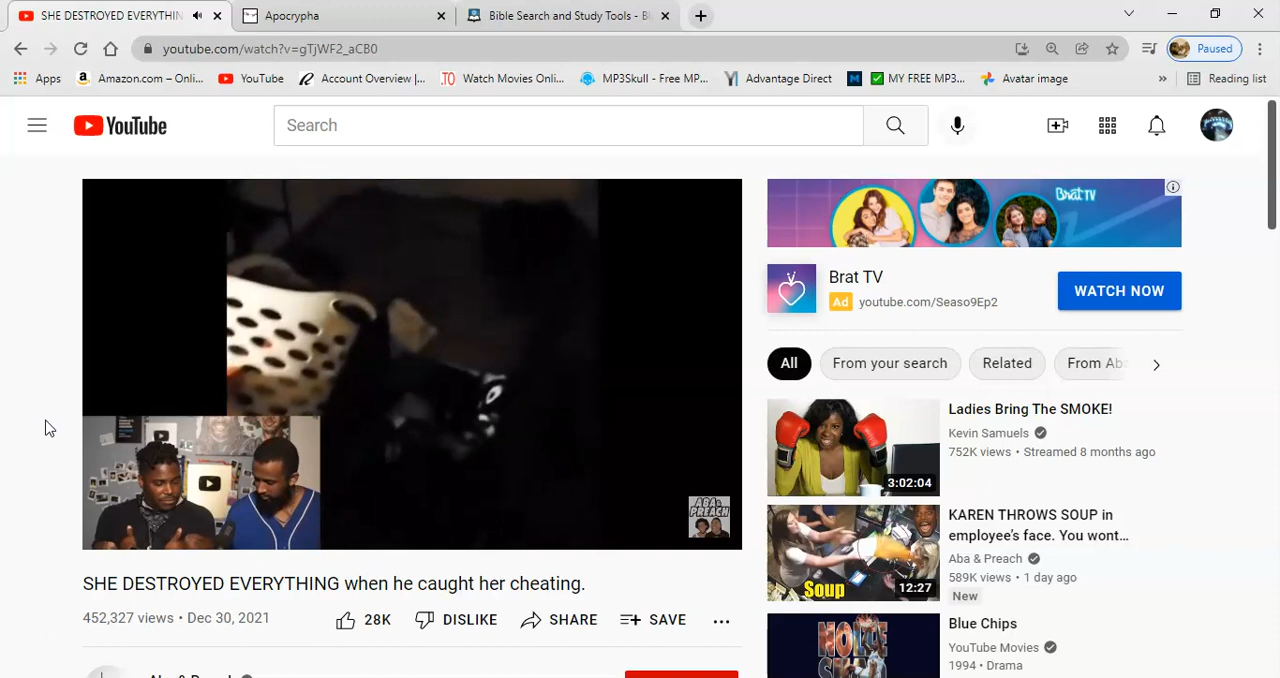 SHE DESTROYED EVERYTHIN
Apocrypha
Bible Search and Study Tools - Bl
youtube.com/watch?v=gTjWF2_aCB0
Paused
Apps
Amazon.com – Onli...
YouTube
Account Overview |...
TO Watch Movies Onli...
MP3Skull - Free MP...
Advantage Direct
MY FREE MP3...
Avatar image
»
Reading list
YouTube
Search
Brat TV
Brat TV
Ad youtube.com/Seaso9Ep2
WATCH NOW
All
From your search
Related
From Ab
ABA& PREACH
Ladies Bring The SMOKE!
Kevin Samuels
752K views • Streamed 8 months ago
3:02:04
KAREN THROWS SOUP in
employee's face. You wont...
Aba & Preach
589K views • 1 day ago
New
Soup
12:27
SHE DESTROYED EVERYTHING when he caught her cheating.
452,327 views • Dec 30, 2021
28K
DISLIKE
SHARE
SAVE
Blue Chips
YouTube Movies
1994 • Drama